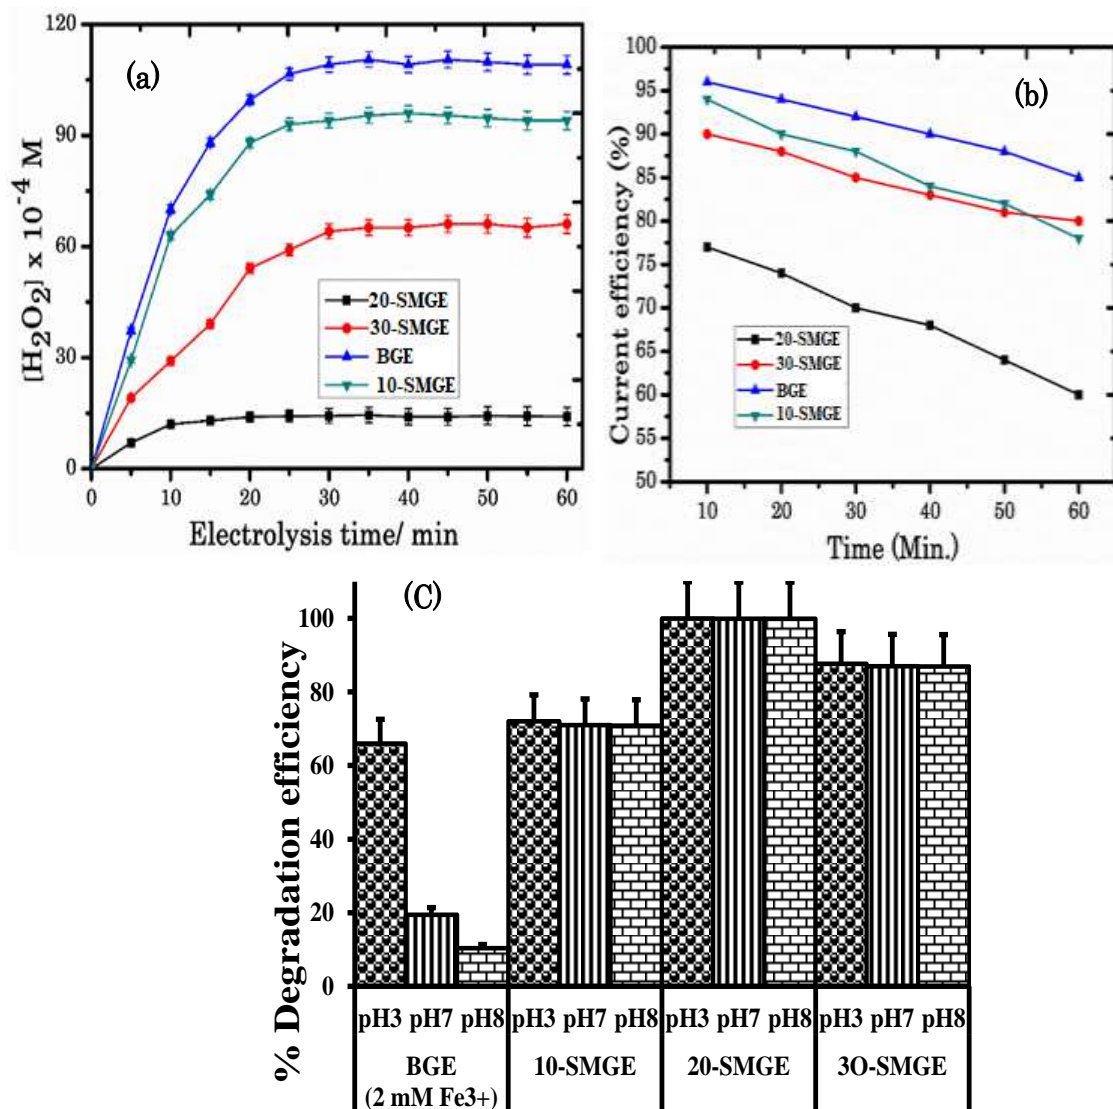 (a)
[H₂O₂] x 10⁻⁴ M
120
90
60
30
0
0 10 20 30 40 50 60
Electrolysis time/ min
20-SMGE
30-SMGE
BGE
10-SMGE
(b)
Current efficiency (%)
100
95
90
85
80
75
70
65
60
55
50
10 20 30 40 50 60
Time (Min.)
20-SMGE
30-SMGE
BGE
10-SMGE
(C)
% Degradation efficiency
100
80
60
40
20
0
pH3 pH7 pH8 pH3 pH7 pH8 pH3 pH7 pH8 pH3 pH7 pH8
BGE 10-SMGE 20-SMGE 3O-SMGE
(2 mM Fe3+)